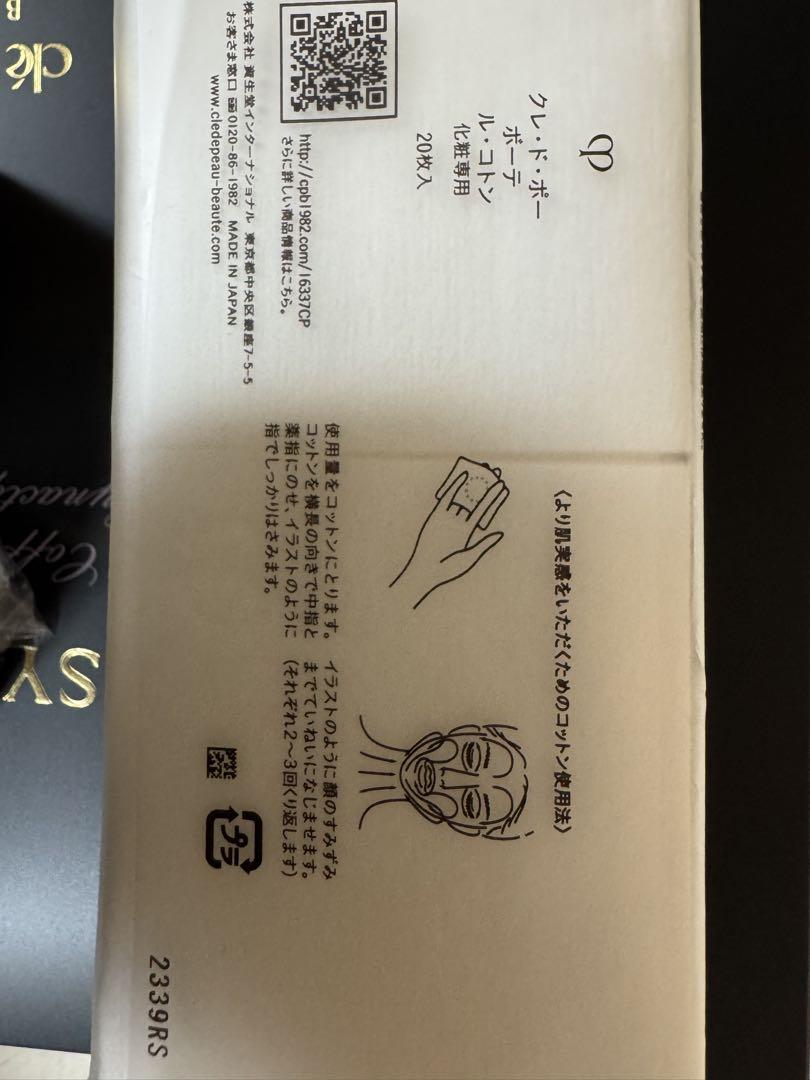 クレ・ド・ポー
ボーテ
ル・コトン
化粧専用
20枚入
http://cpb1982.com/16337CP
さらに詳しい商品情報はこちら。
株式会社 資生堂インターナショナル 東京都中央区銀座7-5-5
お客さま窓口 0120-86-1982 MADE IN JAPAN
www.cledepeau-beaute.com
〈より肌実感をいただくためのコットン使用法〉
使用量をコットンにとります。
コットンを横長の向きで中指と
薬指にのせ、イラストのように
指でしっかりはさみます。
イラストのように顔のすみずみ
までていねいになじませます。
(それぞれ2〜3回くり返します)
プラ
2339RS
clé
B
SY